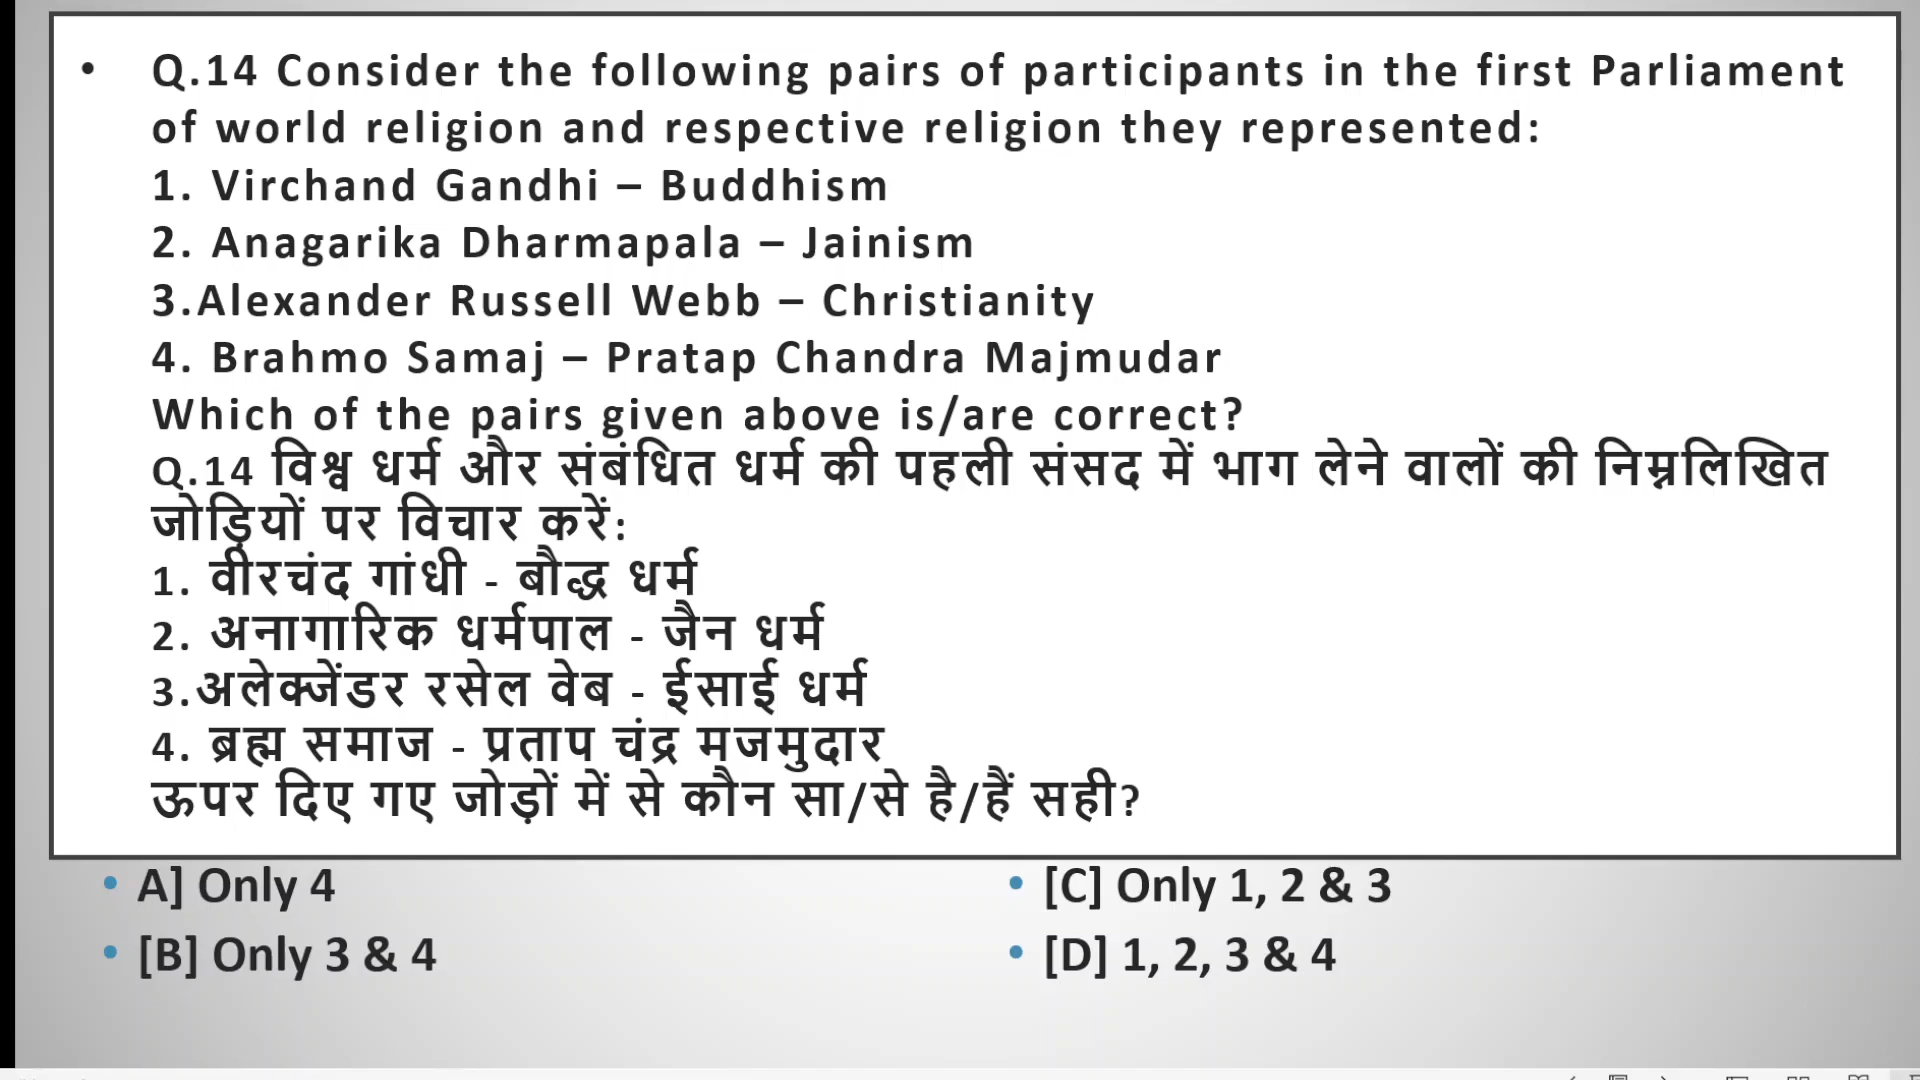 • Q.14 Consider the following pairs of participants in the first Parliament
of world religion and respective religion they represented:
1. Virchand Gandhi – Buddhism
2. Anagarika Dharmapala – Jainism
3.Alexander Russell Webb – Christianity
4. Brahmo Samaj – Pratap Chandra Majmudar
Which of the pairs given above is/are correct?
Q.14 विश्व धर्म और संबंधित धर्म की पहली संसद में भाग लेने वालों की निम्नलिखित
जोड़ियों पर विचार करें:
1. वीरचंद गांधी - बौद्ध धर्म
2. अनागारिक धर्मपाल - जैन धर्म
3.अलेक्जेंडर रसेल वेब - ईसाई धर्म
4. ब्रह्म समाज - प्रताप चंद्र मजमुदार
ऊपर दिए गए जोड़ों में से कौन सा/से है/हैं सही?
• A] Only 4
• [B] Only 3 & 4
• [C] Only 1, 2 & 3
• [D] 1, 2, 3 & 4